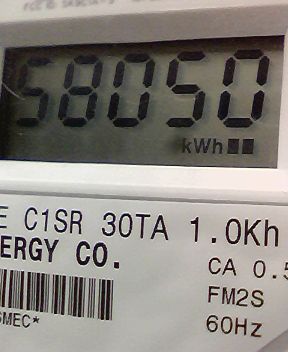 58050
kWh
E C1SR 30TA 1.0Kh
ERGY CO.
CA 0.5
FM2S
60Hz
SMEC*